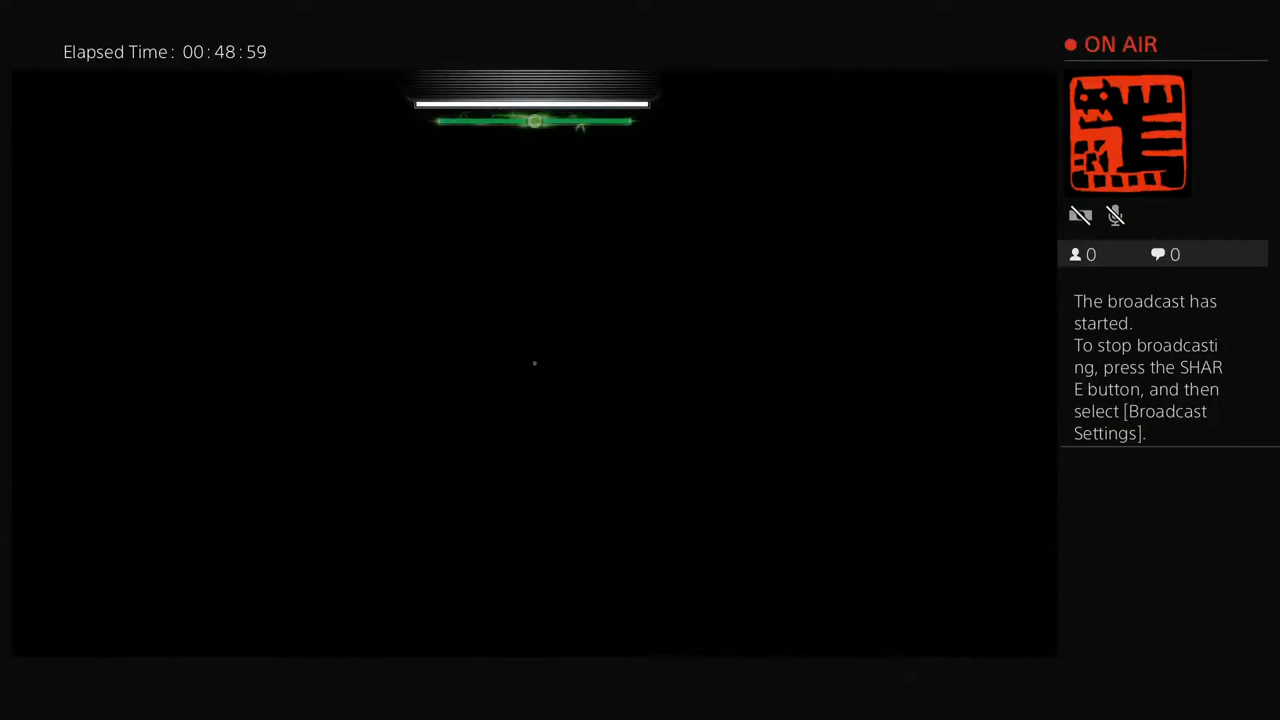 Elapsed Time: 00:48:59
ON AIR
0 0
The broadcast has
started.
To stop broadcasti
ng, press the SHAR
E button, and then
select [Broadcast
Settings].